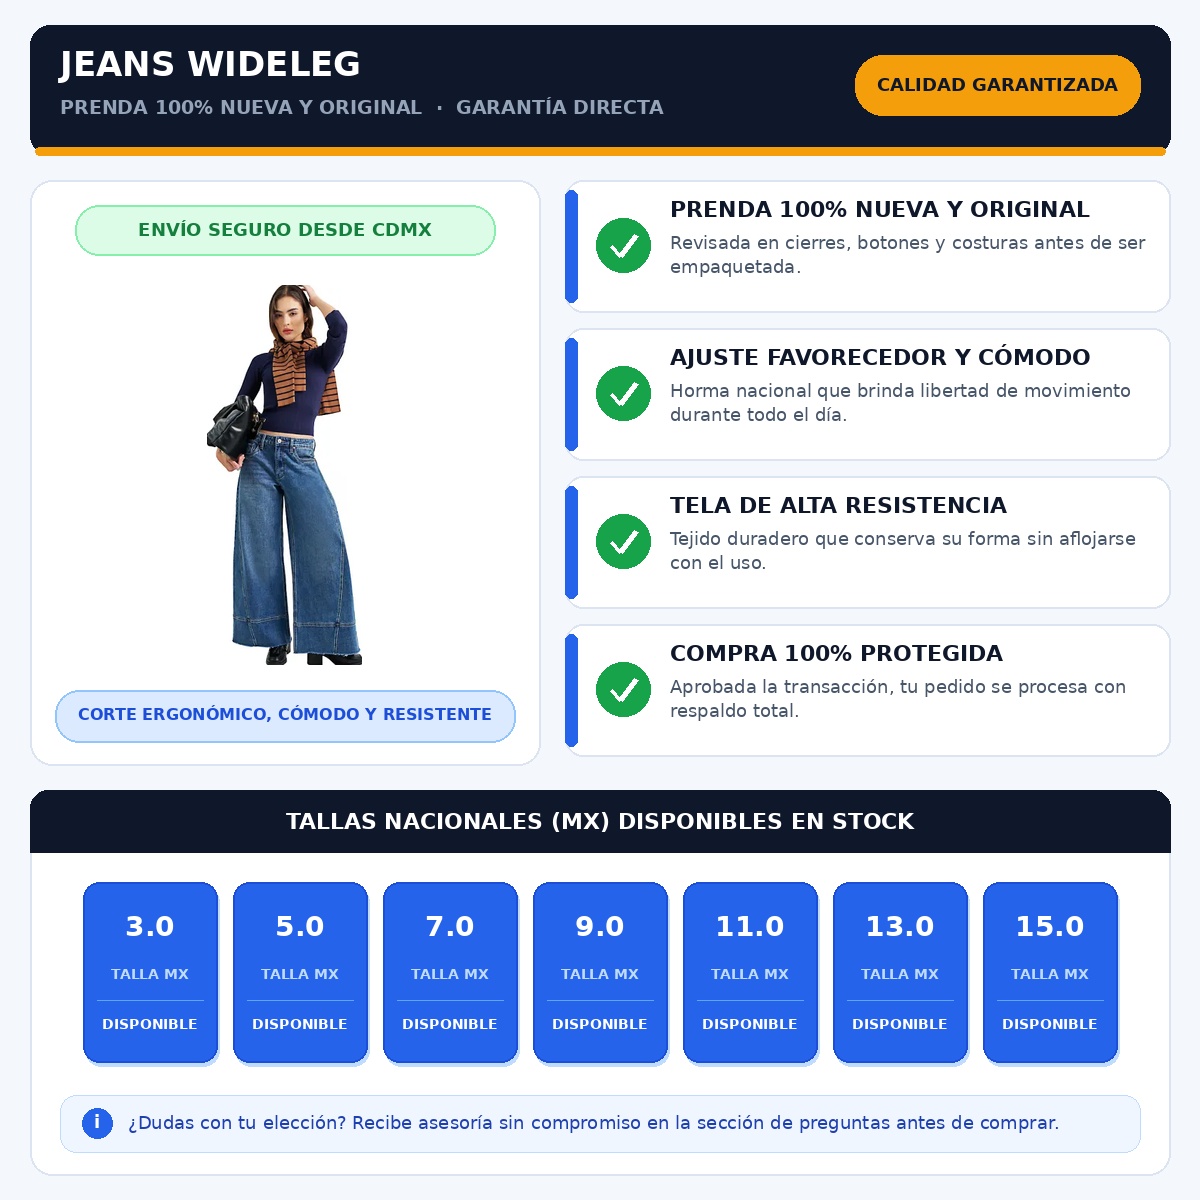 JEANS WIDELEG
PRENDA 100% NUEVA Y ORIGINAL · GARANTÍA DIRECTA
CALIDAD GARANTIZADA
ENVÍO SEGURO DESDE CDMX
CORTE ERGONÓMICO, CÓMODO Y RESISTENTE
PRENDA 100% NUEVA Y ORIGINAL
Revisada en cierres, botones y costuras antes de ser
empaquetada.
AJUSTE FAVORECEDOR Y CÓMODO
Horma nacional que brinda libertad de movimiento
durante todo el día.
TELA DE ALTA RESISTENCIA
Tejido duradero que conserva su forma sin aflojarse
con el uso.
COMPRA 100% PROTEGIDA
Aprobada la transacción, tu pedido se procesa con
respaldo total.
TALLAS NACIONALES (MX) DISPONIBLES EN STOCK
3.0 5.0 7.0 9.0 11.0 13.0 15.0
TALLA MX TALLA MX TALLA MX TALLA MX TALLA MX TALLA MX TALLA MX
DISPONIBLE DISPONIBLE DISPONIBLE DISPONIBLE DISPONIBLE DISPONIBLE DISPONIBLE
i ¿Dudas con tu elección? Recibe asesoría sin compromiso en la sección de preguntas antes de comprar.